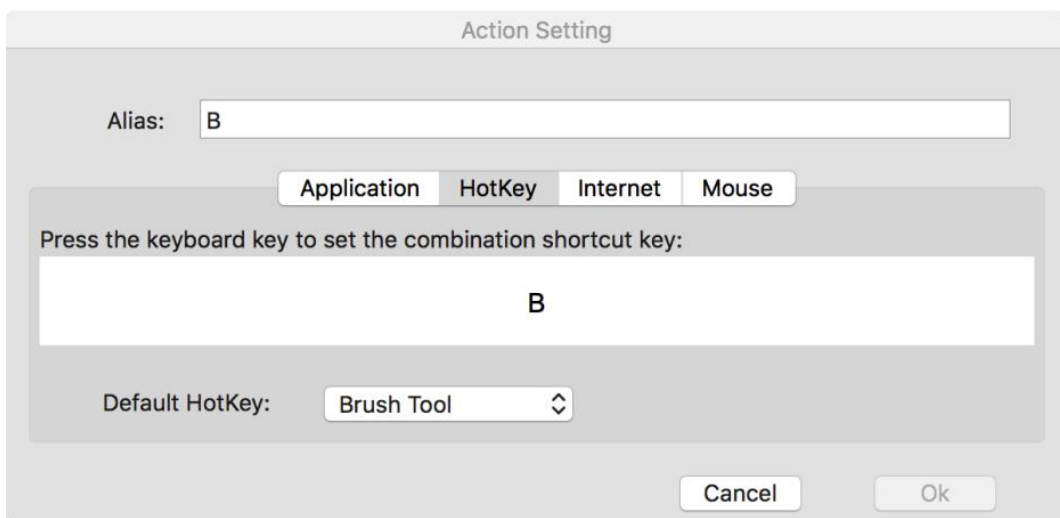 Action Setting
Alias: B
Application HotKey Internet Mouse
Press the keyboard key to set the combination shortcut key:
B
Default HotKey: Brush Tool
Cancel Ok